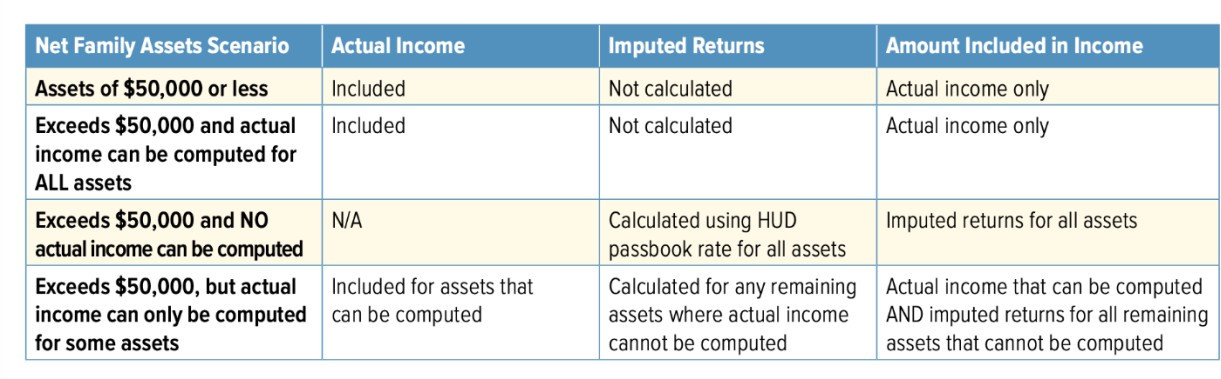 Net Family Assets Scenario Actual Income Imputed Returns Amount Included in Income
Assets of $50,000 or less Included Not calculated Actual income only
Exceeds $50,000 and actual Included Not calculated Actual income only
income can be computed for
ALL assets
Exceeds $50,000 and NO N/A Calculated using HUD Imputed returns for all assets
actual income can be computed passbook rate for all assets
Exceeds $50,000, but actual Included for assets that Calculated for any remaining Actual income that can be computed
income can only be computed can be computed assets where actual income AND imputed returns for all remaining
for some assets cannot be computed assets that cannot be computed